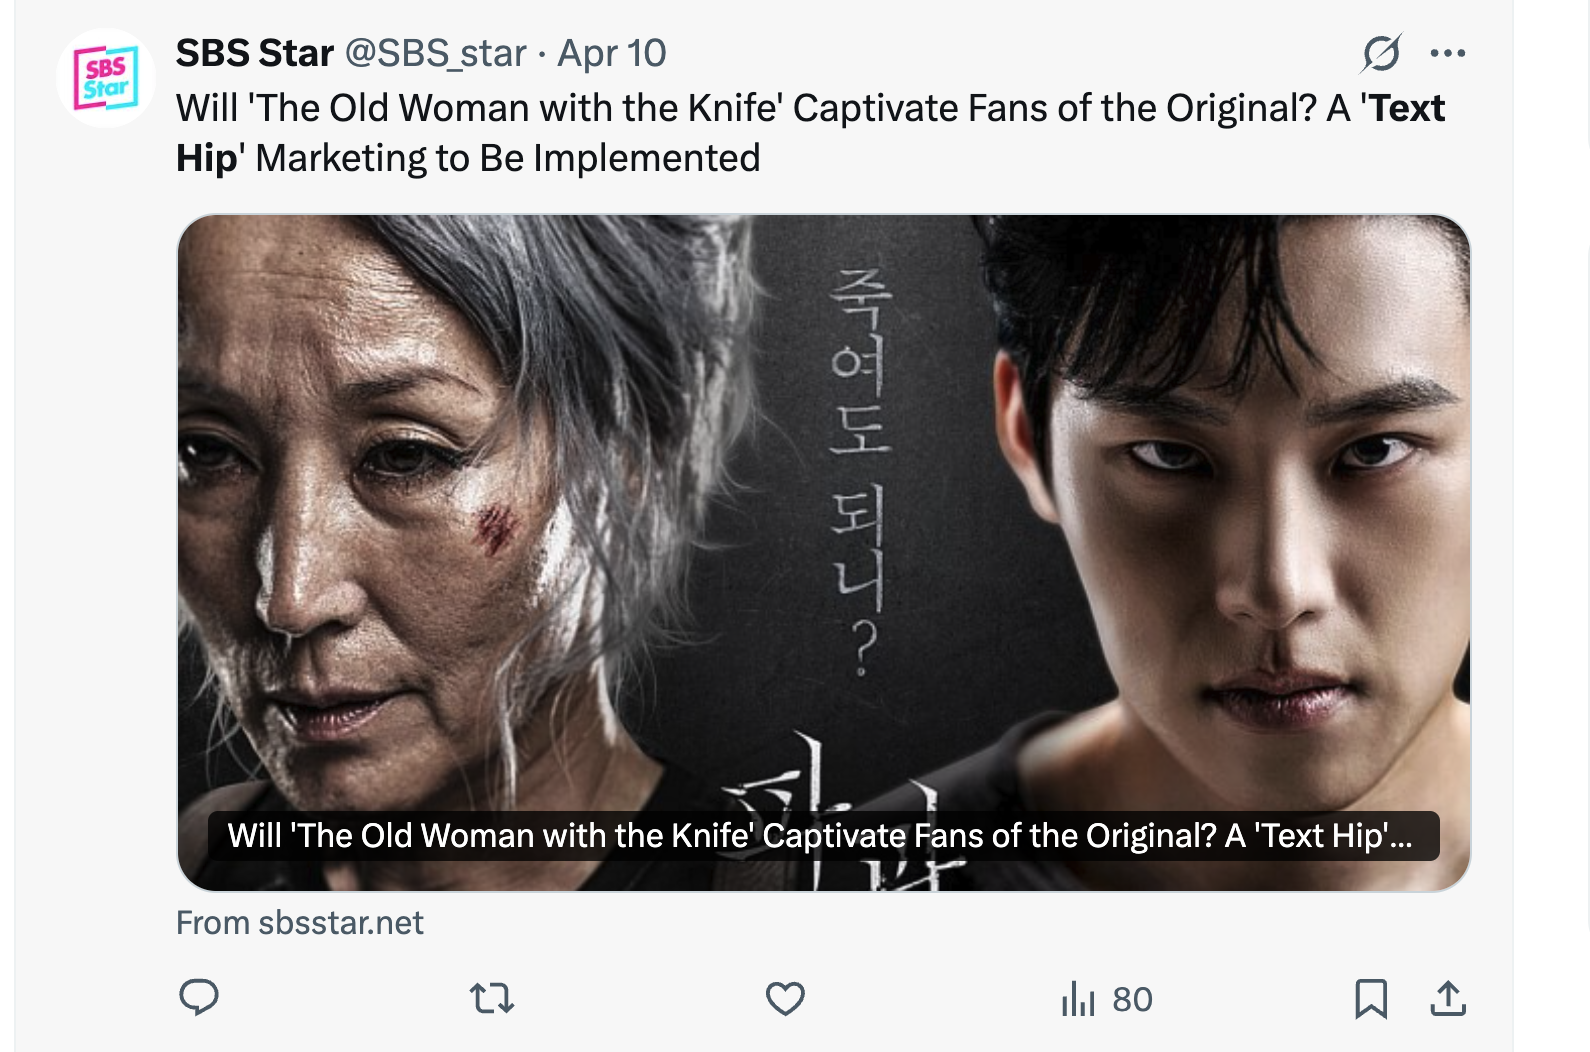 SBS
Star
SBS Star @SBS_star · Apr 10
Will 'The Old Woman with the Knife' Captivate Fans of the Original? A 'Text
Hip' Marketing to Be Implemented
죽여도 되니?
파과
Will 'The Old Woman with the Knife' Captivate Fans of the Original? A 'Text Hip'...
From sbsstar.net
80